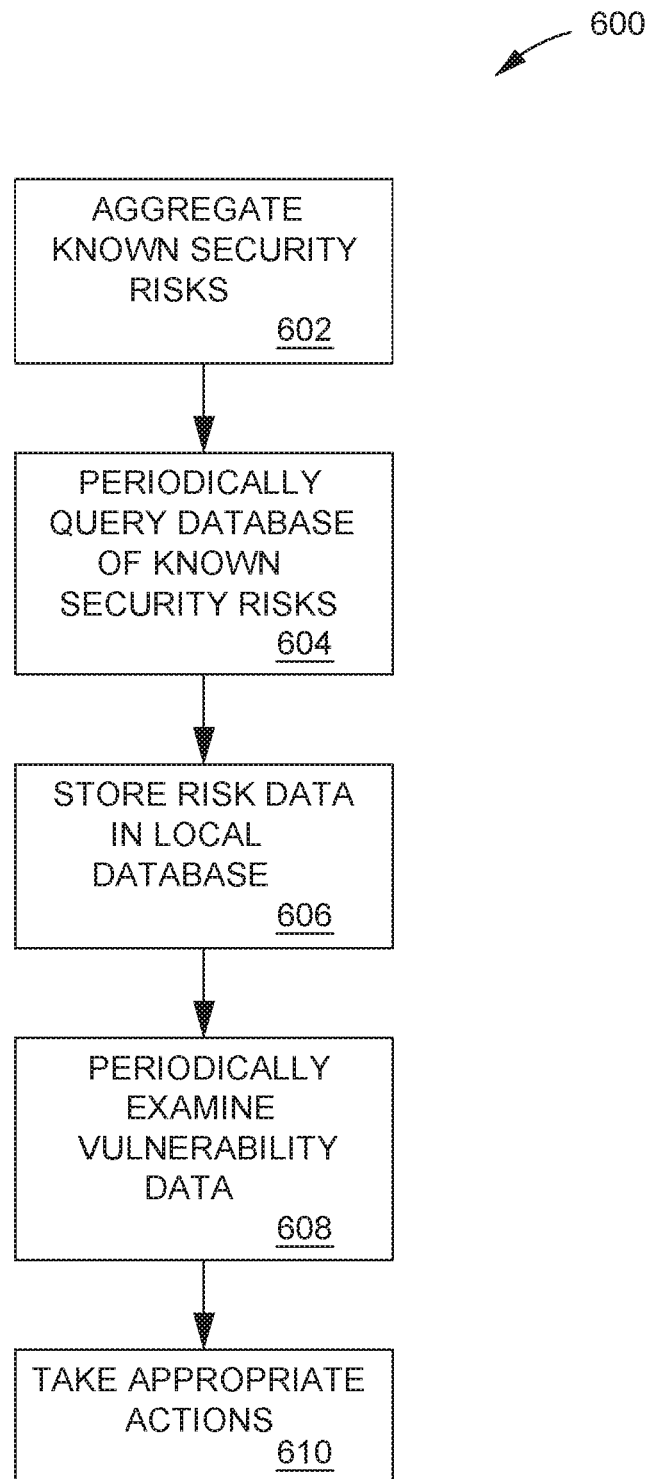 600
AGGREGATE
KNOWN SECURITY
RISKS
602
PERIODICALLY
QUERY DATABASE
OF KNOWN
SECURITY RISKS
604
STORE RISK DATA
IN LOCAL
DATABASE
606
PERIODICALLY
EXAMINE
VULNERABILITY
DATA
608
TAKE APPROPRIATE
ACTIONS
610